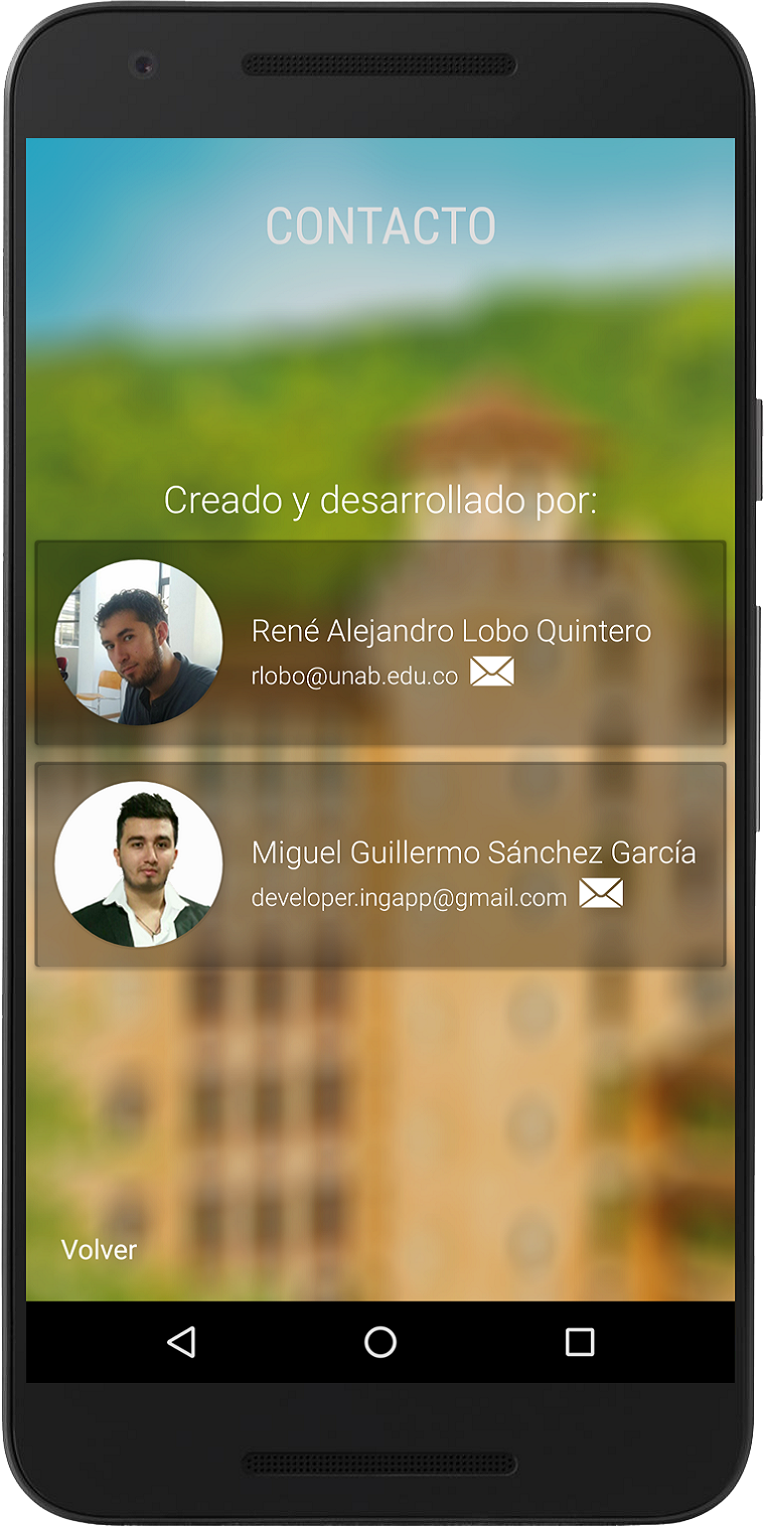 CONTACTO
Creado y desarrollado por:
René Alejandro Lobo Quintero
rlobo@unab.edu.co
Miguel Guillermo Sánchez García
developer.ingapp@gmail.com
Volver